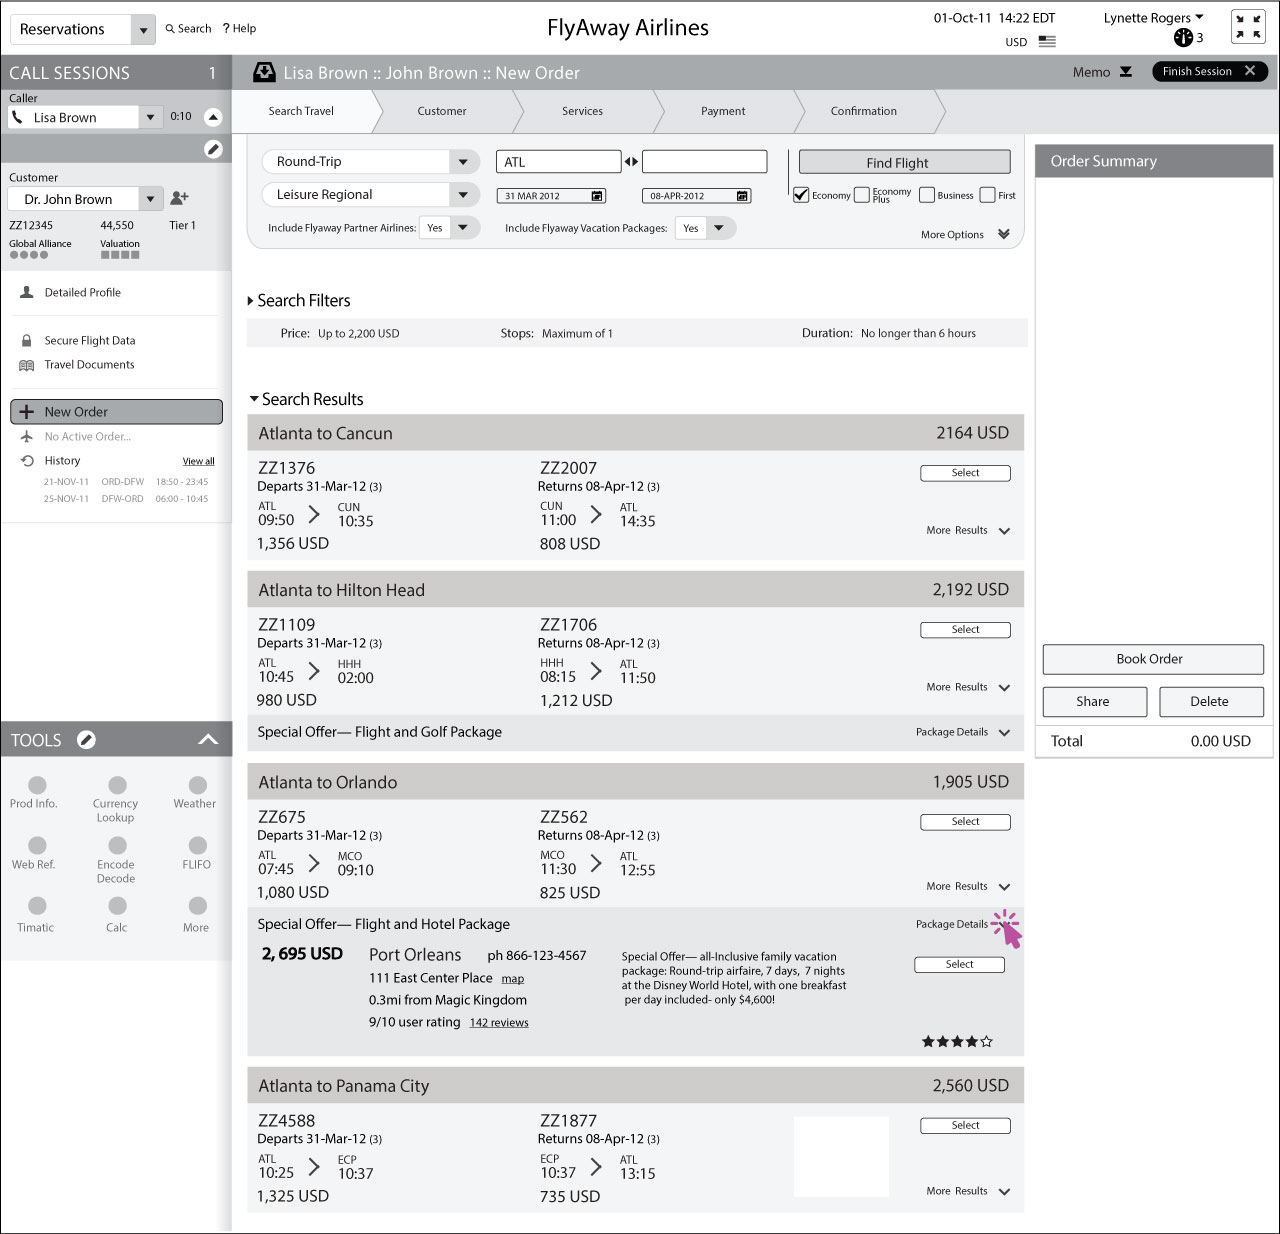 Reservations
Search
? Help
FlyAway Airlines
01-Oct-11 14:22 EDT
USD
Lynette Rogers
3
CALL SESSIONS 1
Caller
Lisa Brown
0:10
Customer
Dr. John Brown
ZZ12345 44,550 Tier 1
Global Alliance Valuation
Detailed Profile
Secure Flight Data
Travel Documents
New Order
No Active Order...
History View all
21-NOV-11 ORD-DFW 18:50 - 23:45
25-NOV-11 DFW-ORD 06:00 - 10:45
TOOLS
Prod Info. Currency Lookup Weather
Web Ref. Encode Decode FLIFO
Timatic Calc More
Lisa Brown :: John Brown :: New Order
Memo
Finish Session
Search Travel Customer Services Payment Confirmation
Round-Trip ATL Find Flight
Leisure Regional 31 MAR 2012 08-APR-2012 Economy Economy Plus Business First
Include Flyaway Partner Airlines: Yes Include Flyaway Vacation Packages: Yes
More Options
Search Filters
Price: Up to 2,200 USD Stops: Maximum of 1 Duration: No longer than 6 hours
Search Results
Atlanta to Cancun 2164 USD
ZZ1376 ZZ2007 Select
Departs 31-Mar-12 (3) Returns 08-Apr-12 (3)
ATL CUN CUN ATL
09:50 10:35 11:00 14:35
More Results
1,356 USD 808 USD
Atlanta to Hilton Head 2,192 USD
ZZ1109 ZZ1706 Select
Departs 31-Mar-12 (3) Returns 08-Apr-12 (3)
ATL HHH HHH ATL
10:45 02:00 08:15 11:50
More Results
980 USD 1,212 USD
Special Offer— Flight and Golf Package Package Details
Atlanta to Orlando 1,905 USD
ZZ675 ZZ562 Select
Departs 31-Mar-12 (3) Returns 08-Apr-12 (3)
ATL MCO MCO ATL
07:45 09:10 11:30 12:55
More Results
1,080 USD 825 USD
Special Offer— Flight and Hotel Package Package Details
2, 695 USD Port Orleans ph 866-123-4567
111 East Center Place map
0.3mi from Magic Kingdom
9/10 user rating 142 reviews
Special Offer— all-Inclusive family vacation
package: Round-trip airfaire, 7 days, 7 nights
at the Disney World Hotel, with one breakfast
per day included- only $4,600!
Select
Atlanta to Panama City 2,560 USD
ZZ4588 ZZ1877 Select
Departs 31-Mar-12 (3) Returns 08-Apr-12 (3)
ATL ECP ECP ATL
10:25 10:37 10:37 13:15
More Results
1,325 USD 735 USD
Order Summary
Book Order
Share Delete
Total 0.00 USD